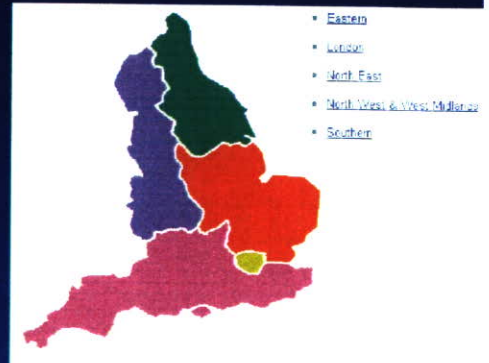 Eastern
London
North East
North West & West Midlands
Southern